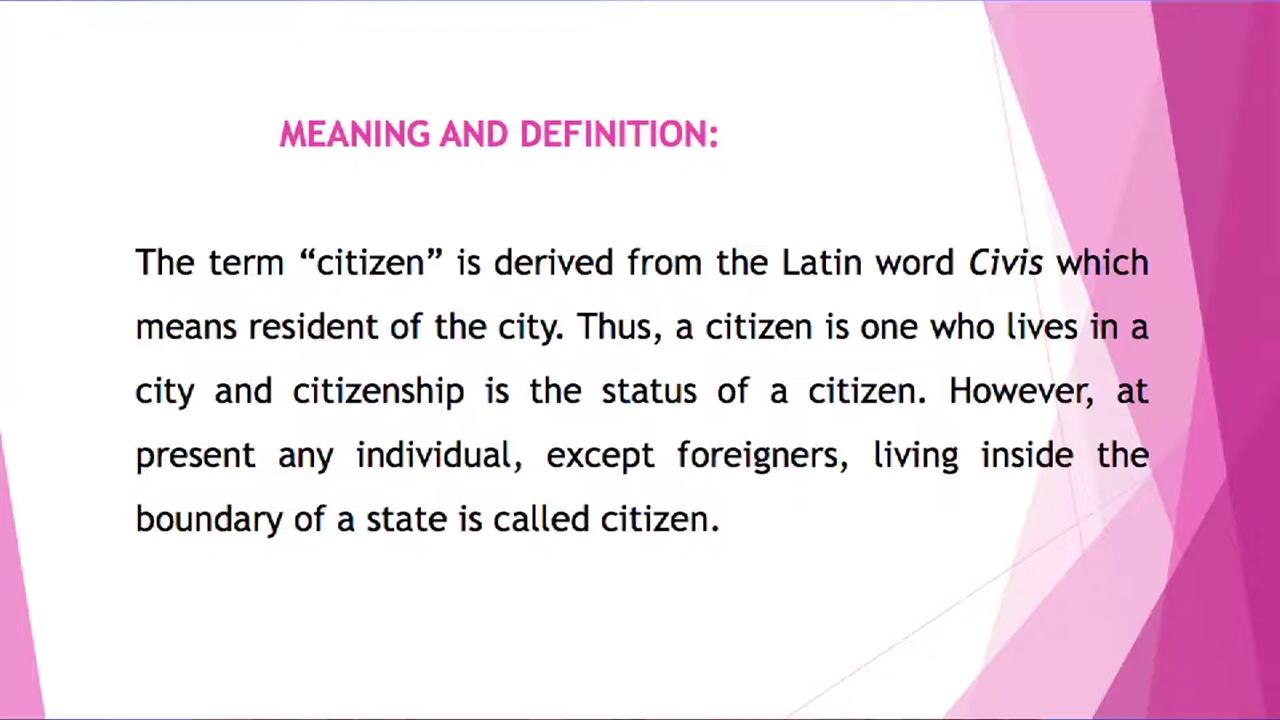 MEANING AND DEFINITION:
The term “citizen” is derived from the Latin word Civis which
means resident of the city. Thus, a citizen is one who lives in a
city and citizenship is the status of a citizen. However, at
present any individual, except foreigners, living inside the
boundary of a state is called citizen.